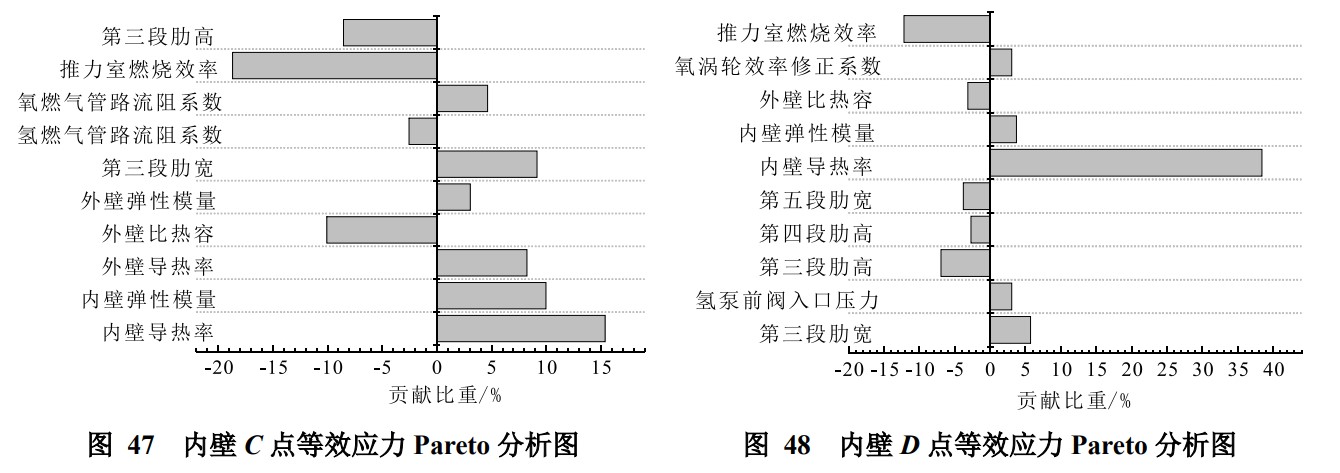 第三段肋高
推力室燃烧效率
氧燃气管路流阻系数
氢燃气管路流阻系数
第三段肋宽
外壁弹性模量
外壁比热容
外壁导热率
内壁弹性模量
内壁导热率
-20 -15 -10 -5 0 5 10 15
贡献比重/%
图 47 内壁 C 点等效应力 Pareto 分析图
推力室燃烧效率
氧涡轮效率修正系数
外壁比热容
内壁弹性模量
内壁导热率
第五段肋宽
第四段肋高
第三段肋高
氢泵前阀入口压力
第三段肋宽
-20 -15 -10 -5 0 5 10 15 20 25 30 35 40
贡献比重/%
图 48 内壁 D 点等效应力 Pareto 分析图